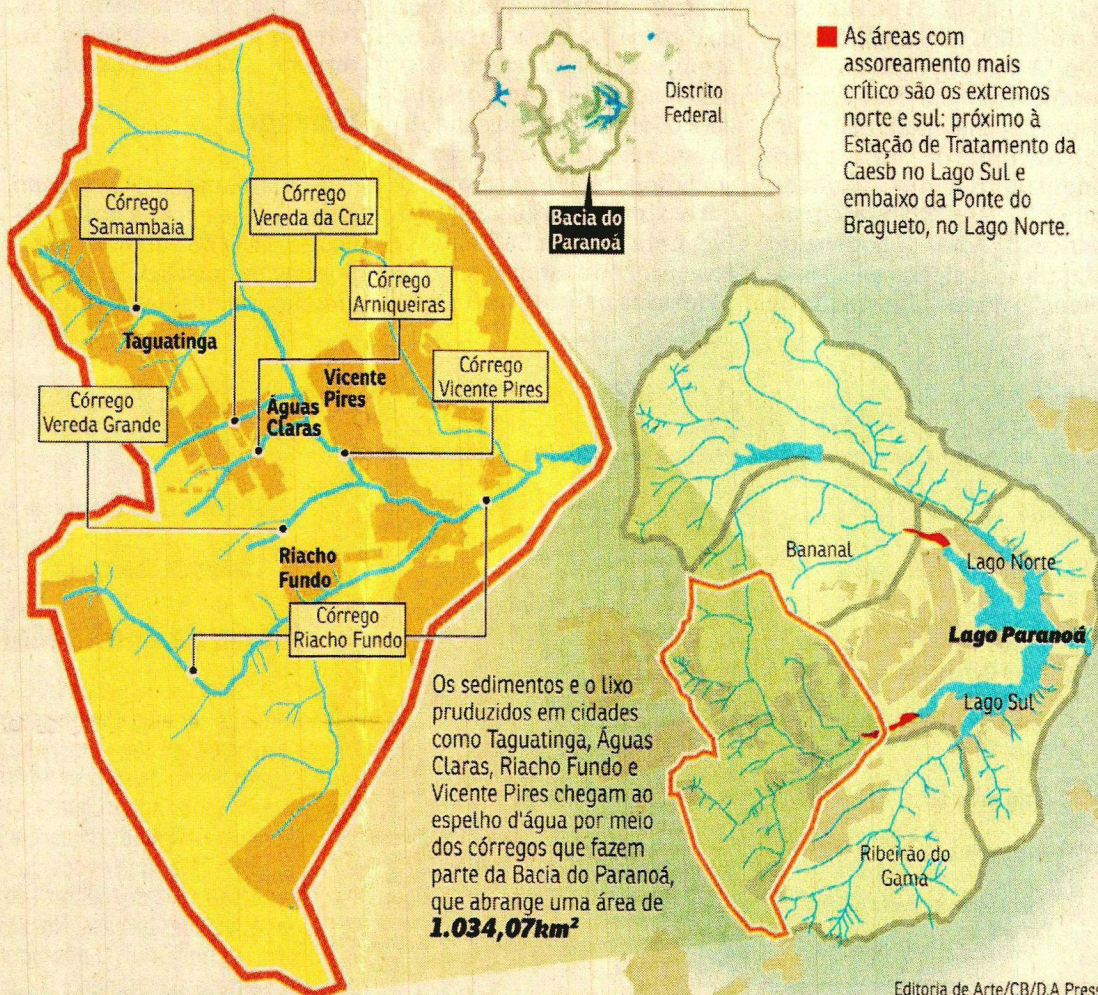 Distrito
Federal
Bacia do
Paranoá
As áreas com
assoreamento mais
crítico são os extremos
norte e sul: próximo à
Estação de Tratamento da
Caesb no Lago Sul e
embaixo da Ponte do
Bragueto, no Lago Norte.
Córrego
Samambaia
Córrego
Vereda da Cruz
Córrego
Arniqueiras
Córrego
Vicente Pires
Córrego
Vereda Grande
Taguatinga
Vicente
Pires
Águas
Claras
Riacho
Fundo
Córrego
Riacho Fundo
Os sedimentos e o lixo
pruduzidos em cidades
como Taguatinga, Águas
Claras, Riacho Fundo e
Vicente Pires chegam ao
espelho d'água por meio
dos córregos que fazem
parte da Bacia do Paranoá,
que abrange uma área de
1.034,07km²
Bananal
Lago Norte
Lago Paranoá
Lago Sul
Ribeirão do
Gama
Editoria de Arte/CB/D.A Press